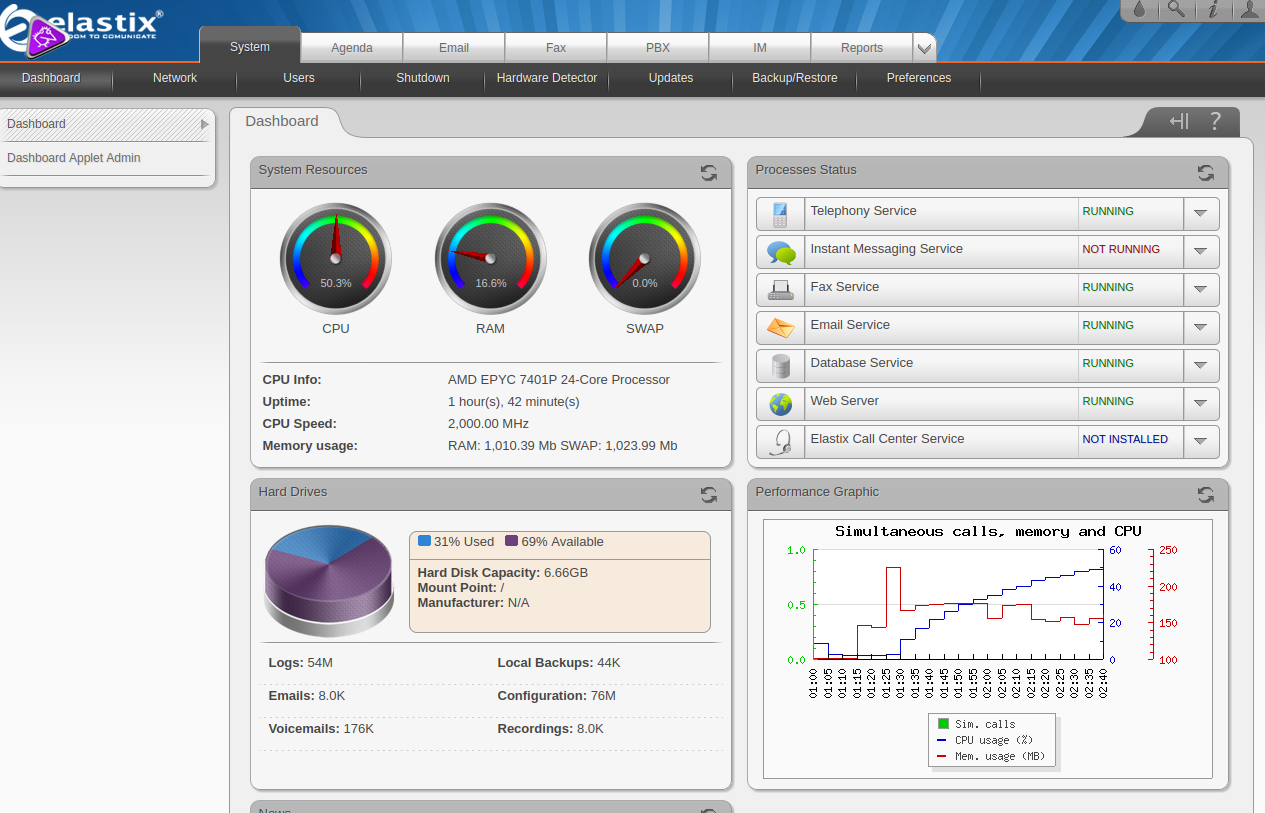 elastix®
DOM TO COMUNICATE
System
Agenda
Email
Fax
PBX
IM
Reports
Dashboard
Network
Users
Shutdown
Hardware Detector
Updates
Backup/Restore
Preferences
Dashboard
Dashboard Applet Admin
Dashboard
?
System Resources
50.3%
16.6%
0.0%
CPU
RAM
SWAP
CPU Info: AMD EPYC 7401P 24-Core Processor
Uptime: 1 hour(s), 42 minute(s)
CPU Speed: 2,000.00 MHz
Memory usage: RAM: 1,010.39 Mb SWAP: 1,023.99 Mb
Processes Status
Telephony Service RUNNING
Instant Messaging Service NOT RUNNING
Fax Service RUNNING
Email Service RUNNING
Database Service RUNNING
Web Server RUNNING
Elastix Call Center Service NOT INSTALLED
Hard Drives
31% Used 69% Available
Hard Disk Capacity: 6.66GB
Mount Point: /
Manufacturer: N/A
Logs: 54M Local Backups: 44K
Emails: 8.0K Configuration: 76M
Voicemails: 176K Recordings: 8.0K
Performance Graphic
Simultaneous calls, memory and CPU
1.0
0.5
0.0
60
40
20
0
250
200
150
100
01:00
01:05
01:10
01:15
01:20
01:25
01:30
01:35
01:40
01:45
01:50
01:55
02:00
02:05
02:10
02:15
02:20
02:25
02:30
02:35
02:40
Sim. calls
CPU usage (%)
Mem. usage (MB)
News